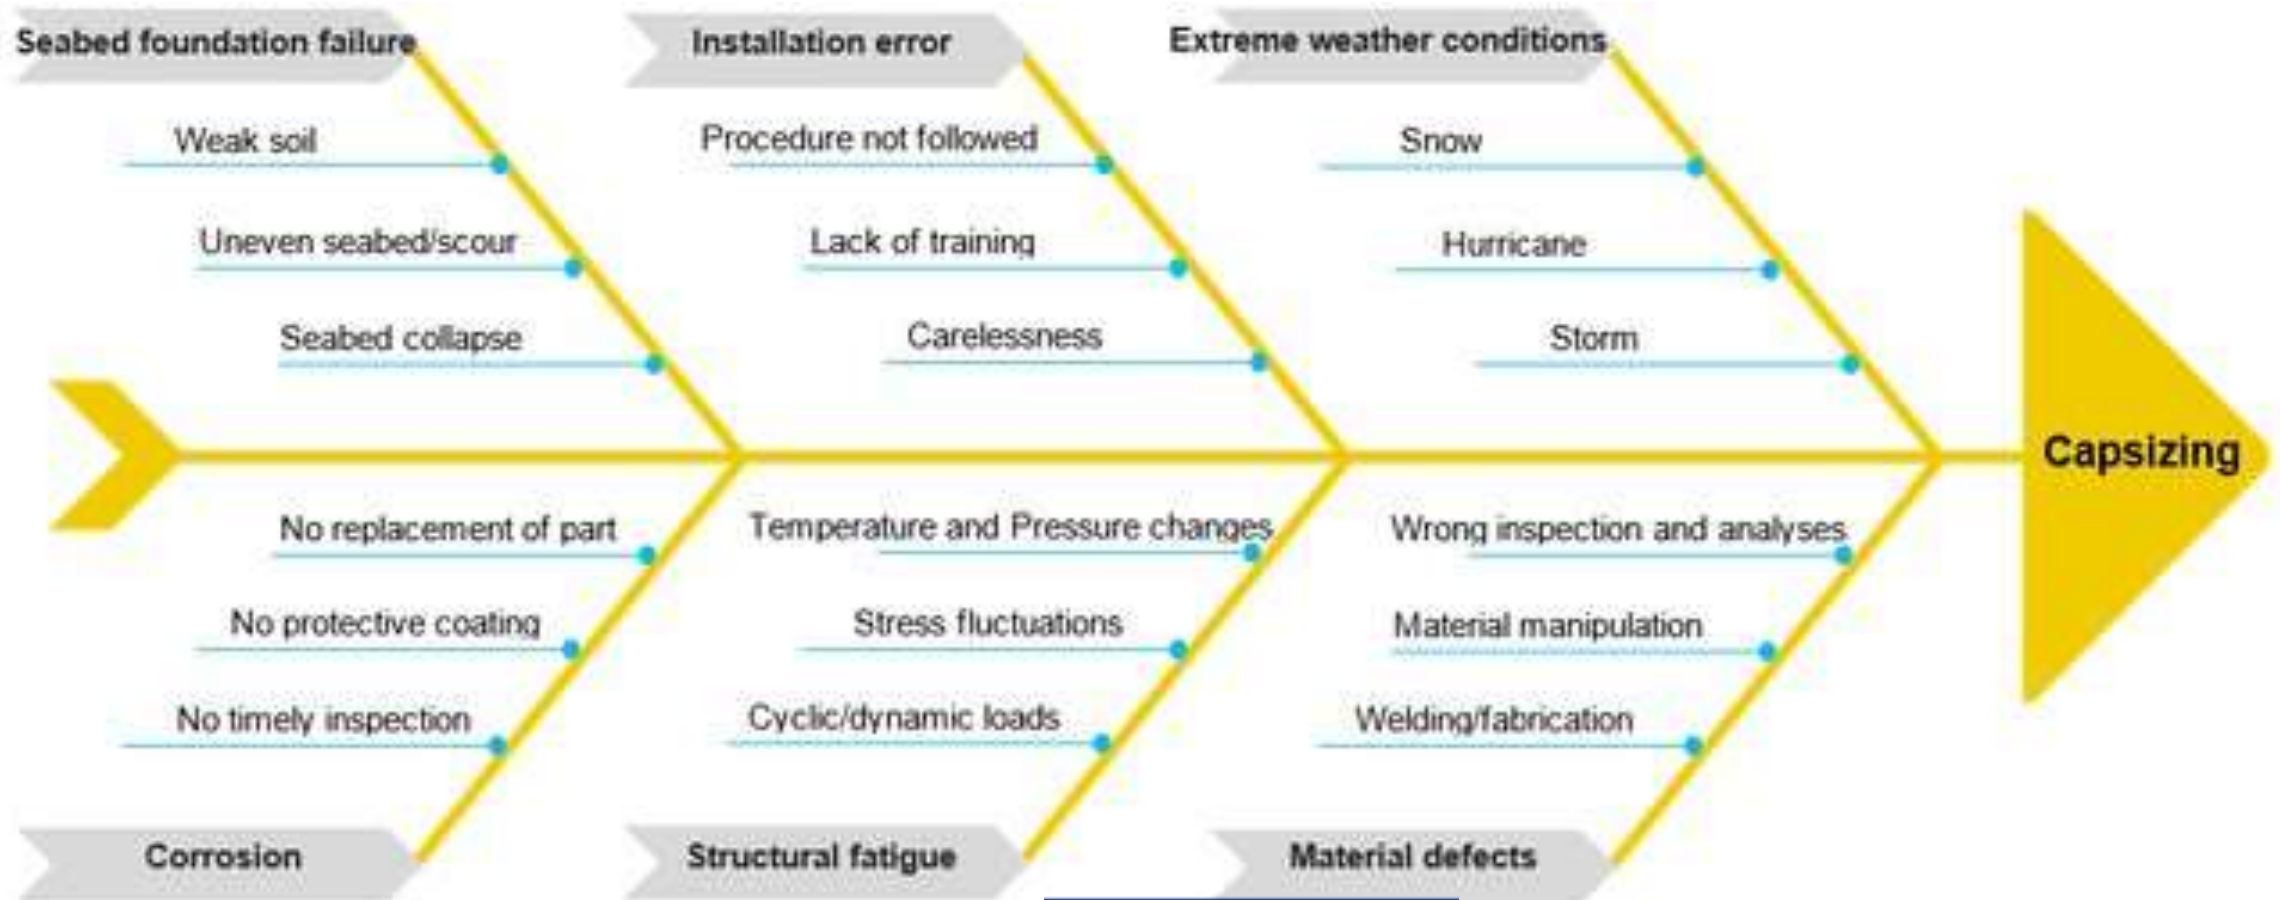 Seabed foundation failure
Installation error
Extreme weather conditions
Weak soil
Procedure not followed
Snow
Uneven seabed/scour
Lack of training
Hurricane
Seabed collapse
Carelessness
Storm
Capsizing
No replacement of part
Temperature and Pressure changes
Wrong inspection and analyses
No protective coating
Stress fluctuations
Material manipulation
No timely inspection
Cyclic/dynamic loads
Welding/fabrication
Corrosion
Structural fatigue
Material defects